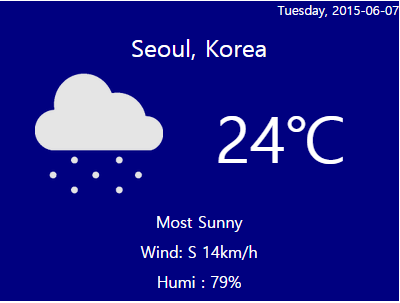 Tuesday, 2015-06-07
Seoul, Korea
24°C
Most Sunny
Wind: S 14km/h
Humi : 79%